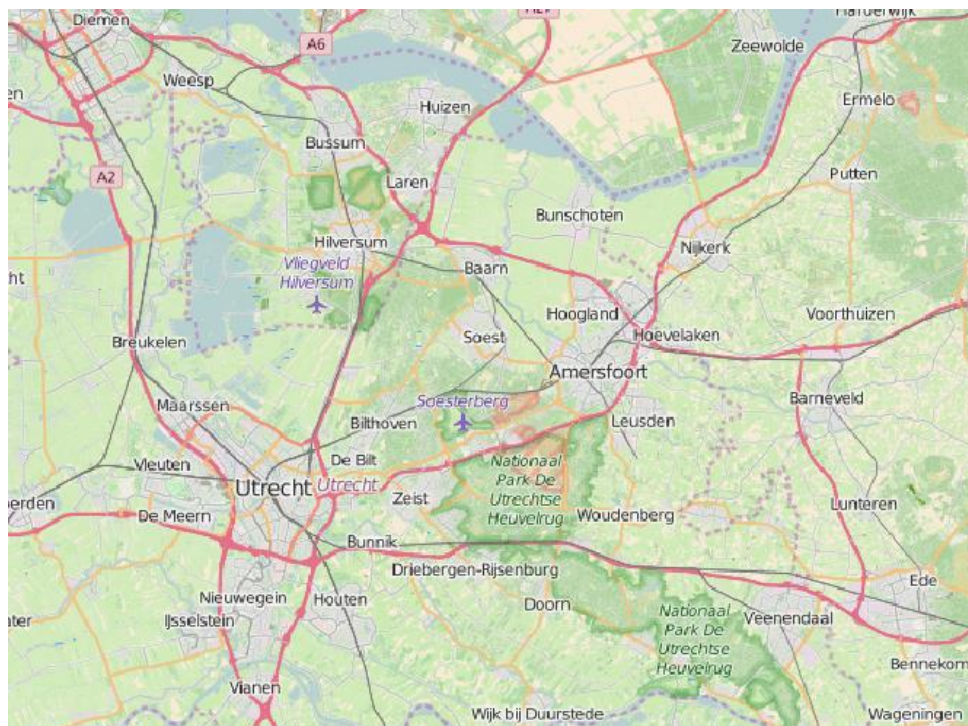 Diemen
A6
A27
Harderwijk
Zeewolde
Weesp
Huizen
Ermelo
Bussum
A2
Laren
Putten
Bunschoten
Hilversum
Nijkerk
Vliegveld
Hilversum
Baarn
Hoogland
Voorthuizen
Soest
Hoevelaken
Breukelen
Amersfoort
Maarssen
Soesterberg
Barneveld
Bilthoven
Leusden
Vleuten
De Bilt
Nationaal
Park De
Utrechtse
Heuvelrug
Utrecht
Utrecht
Zeist
Lunteren
De Meern
Woudenberg
Bunnik
Driebergen-Rijsenburg
Ede
Nieuwegein
Houten
Doorn
Nationaal
Park De
Utrechtse
Heuvelrug
Veenendaal
IJsselstein
Bennekom
Vianen
Wijk bij Duurstede
Wageningen